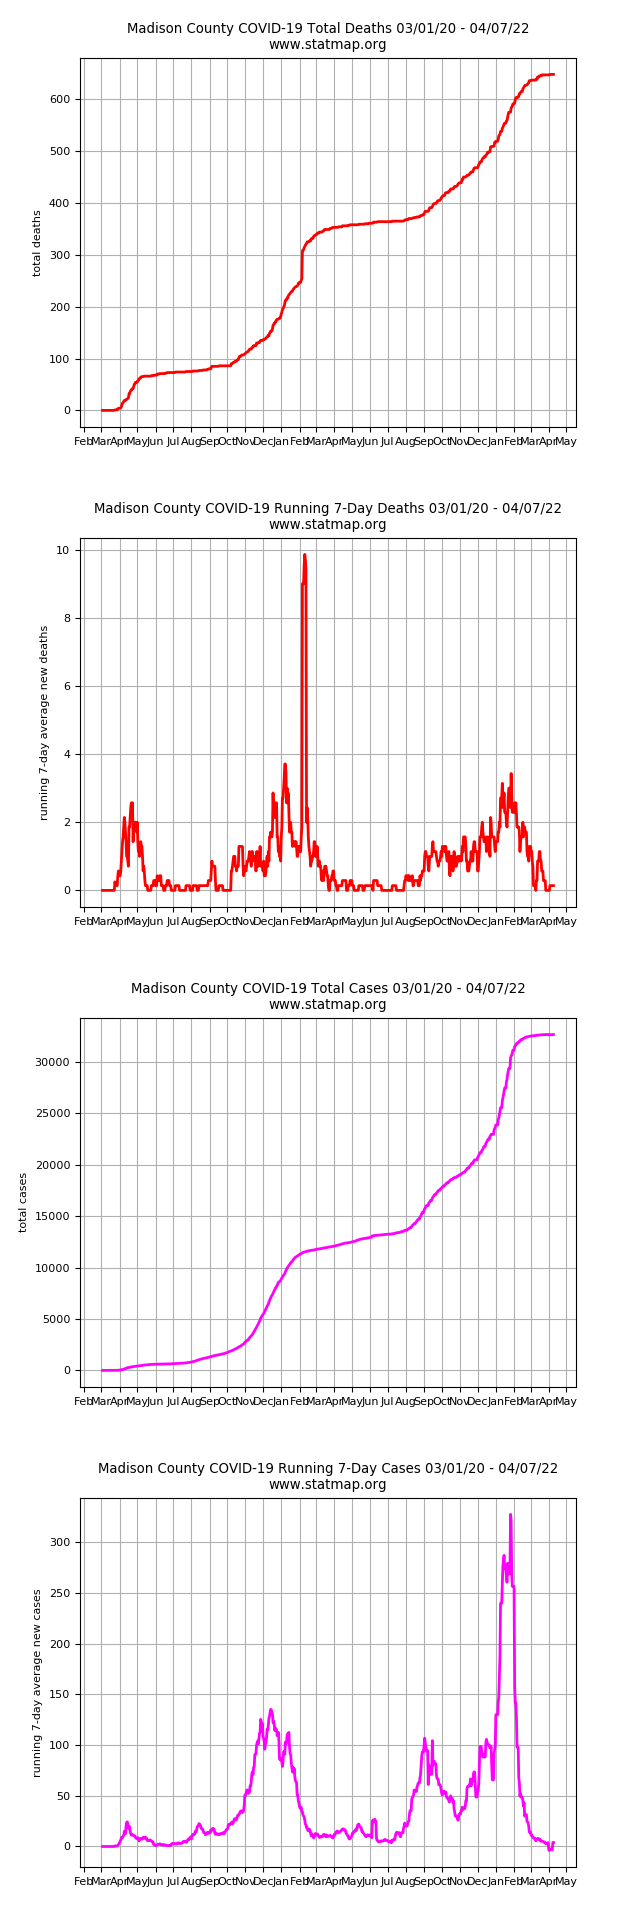 Madison County COVID-19 Total Deaths 03/01/20 - 04/07/22
www.statmap.org
600
500
400
300
200
100
0
total deaths
Feb Mar Apr May Jun Jul Aug Sep Oct Nov Dec Jan Feb Mar Apr May Jun Jul Aug Sep Oct Nov Dec Jan Feb Mar Apr May
Madison County COVID-19 Running 7-Day Deaths 03/01/20 - 04/07/22
www.statmap.org
10
8
6
4
2
0
running 7-day average new deaths
Feb Mar Apr May Jun Jul Aug Sep Oct Nov Dec Jan Feb Mar Apr May Jun Jul Aug Sep Oct Nov Dec Jan Feb Mar Apr May
Madison County COVID-19 Total Cases 03/01/20 - 04/07/22
www.statmap.org
30000
25000
20000
15000
10000
5000
0
total cases
Feb Mar Apr May Jun Jul Aug Sep Oct Nov Dec Jan Feb Mar Apr May Jun Jul Aug Sep Oct Nov Dec Jan Feb Mar Apr May
Madison County COVID-19 Running 7-Day Cases 03/01/20 - 04/07/22
www.statmap.org
300
250
200
150
100
50
0
running 7-day average new cases
Feb Mar Apr May Jun Jul Aug Sep Oct Nov Dec Jan Feb Mar Apr May Jun Jul Aug Sep Oct Nov Dec Jan Feb Mar Apr May